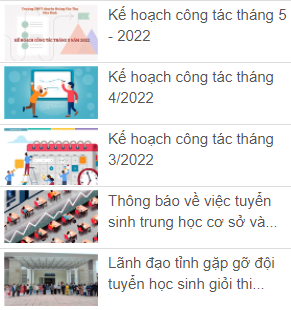 Trường THPT chuyên Hoàng Văn Thụ
KẾ HOẠCH CÔNG TÁC THÁNG 5 NĂM 2022
Kế hoạch công tác tháng 5
- 2022
Kế hoạch công tác tháng
4/2022
Kế hoạch công tác tháng
3/2022
Thông báo về việc tuyển
sinh trung học cơ sở và...
Lãnh đạo tỉnh gặp gỡ đội
tuyển học sinh giỏi thi...